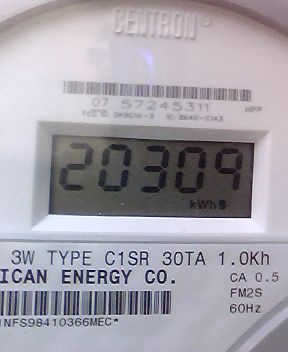 CENTRON
07 57245311
20309
kWh
3W TYPE C1SR 30TA 1.0Kh
ICAN ENERGY CO.
CA 0.5
FM2S
60Hz
NFS98410366MEC*